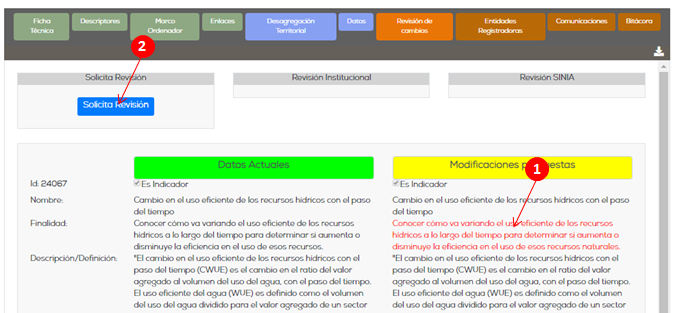 Ficha Técnica
Descriptores
Marco Ordenador
Enlaces
Desagregación Territorial
Datos
Revisión de cambios
Entidades Registradoras
Comunicaciones
Bitácora
2
Solicita Revisión
Revisión Institucional
Revisión SINIA
Solicita Revisión
Datos Actuales
Modificaciones
1
Id: 24067
Es Indicador
Es Indicador
Nombre:
Cambio en el uso eficiente de los recursos hídricos con el paso
del tiempo
Cambio en el uso eficiente de los recursos hídricos con el paso
del tiempo
Finalidad:
Conocer cómo va variando el uso eficiente de los recursos
hídricos a lo largo del tiempo para determinar si aumenta o
disminuye la eficiencia en el uso de esos recursos.
Conocer cómo va variando el uso eficiente de los recursos
hídricos a lo largo del tiempo para determinar si aumenta o
disminuye la eficiencia en el uso de esos recursos naturales.
Descripción/Definición:
"El cambio en el uso eficiente de los recursos hídricos con el
paso del tiempo (CWUE) es el cambio en el ratio del valor
agregado al volumen del uso del agua, con el paso del tiempo.
El uso eficiente del agua (WUE) es definido como el volumen
del uso del agua dividido para el valor agregado de un sector
"El cambio en el uso eficiente de los recursos hídricos con el
paso del tiempo (CWUE) es el cambio en el ratio del valor
agregado al volumen del uso del agua, con el paso del tiempo.
El uso eficiente del agua (WUE) es definido como el volumen
del uso del agua dividido para el valor agregado de un sector